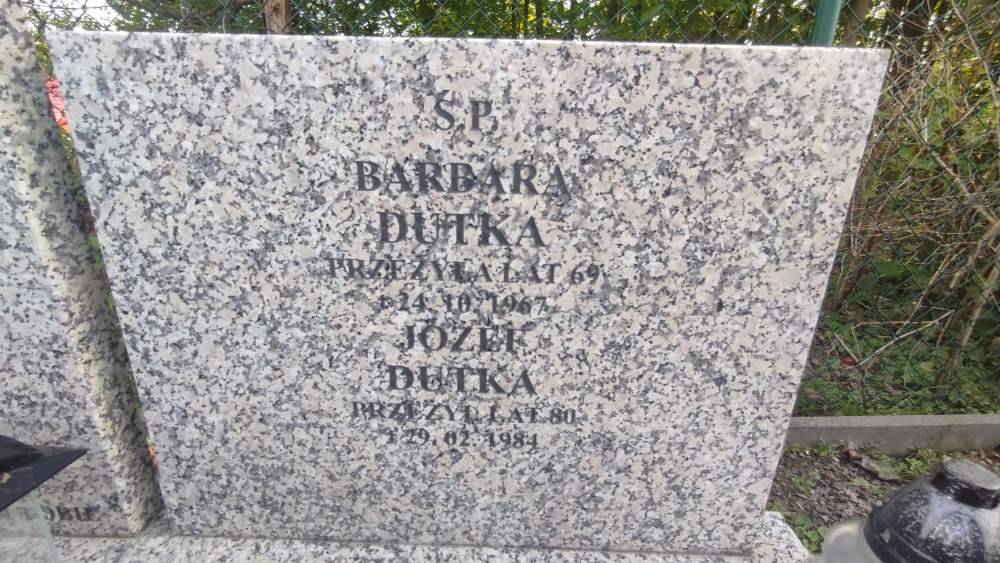 Ś.P.
BARBARA
DUTKA
PRZEŻYŁA LAT 69
† 24. 10. 1967
JÓZEF
DUTKA
PRZEŻYŁ LAT 80
† 29. 02. 1984